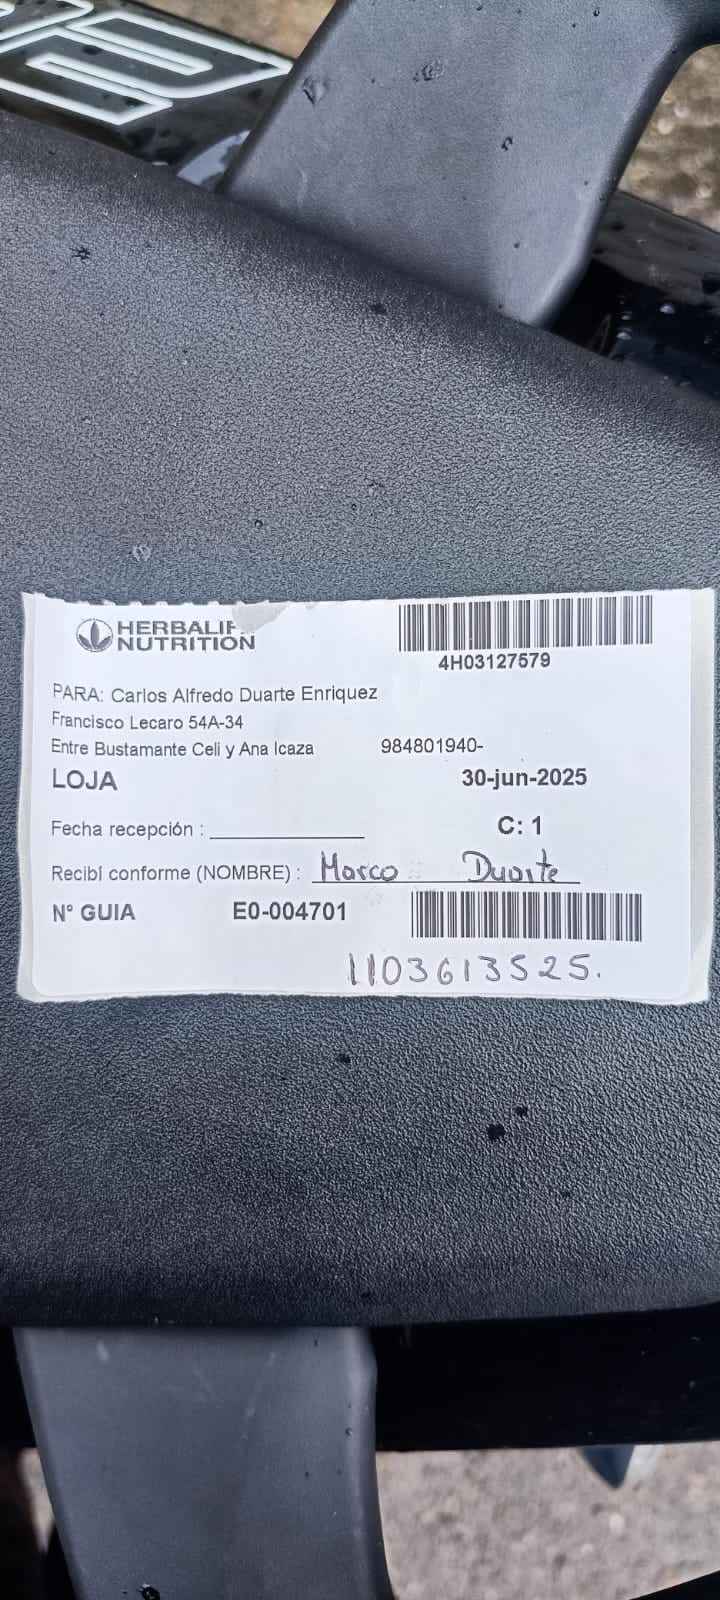 HERBALIF
NUTRITION
4H03127579
PARA: Carlos Alfredo Duarte Enriquez
Francisco Lecaro 54A-34
Entre Bustamante Celi y Ana Icaza 984801940-
LOJA 30-jun-2025
Fecha recepción : C: 1
Recibí conforme (NOMBRE) : Marco Duarte
N° GUIA E0-004701
1103613525.